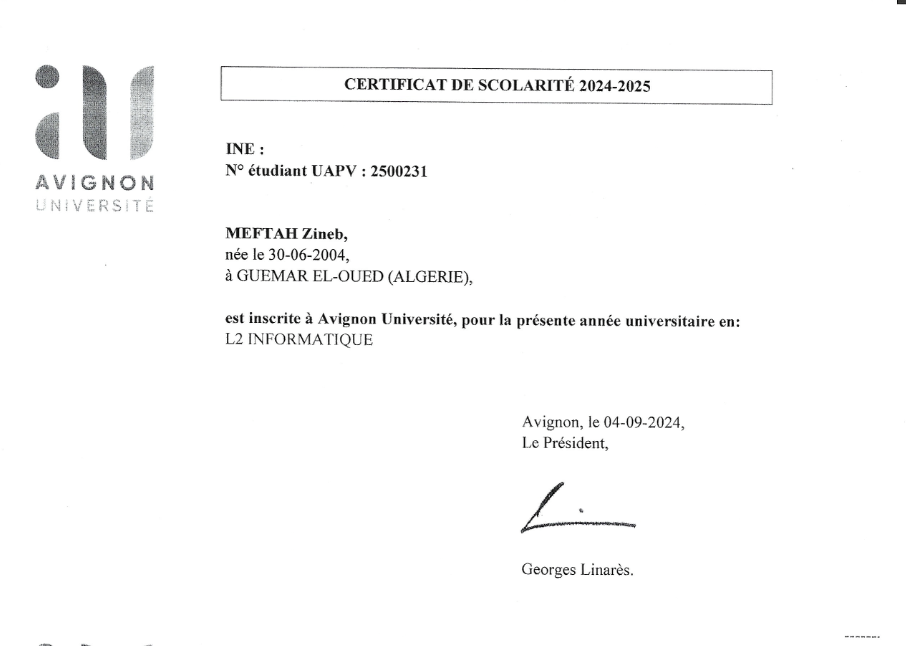 CERTIFICAT DE SCOLARITÉ 2024-2025
AVIGNON
UNIVERSITÉ
INE :
N° étudiant UAPV : 2500231
MEFTAH Zineb,
née le 30-06-2004,
à GUEMAR EL-OUED (ALGERIE),
est inscrite à Avignon Université, pour la présente année universitaire en:
L2 INFORMATIQUE
Avignon, le 04-09-2024,
Le Président,
Georges Linarès.